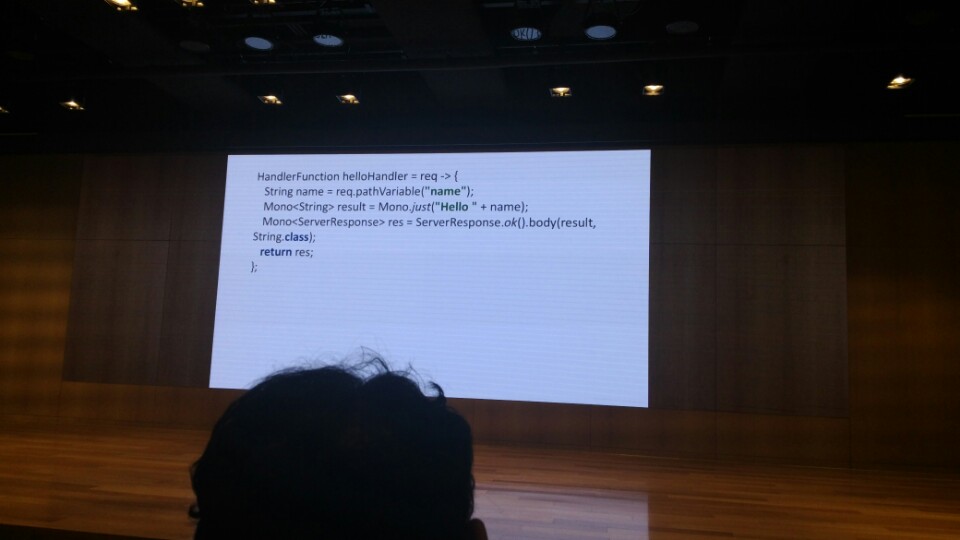 HandlerFunction helloHandler = req -> {
String name = req.pathVariable("name");
Mono<String> result = Mono.just("Hello " + name);
Mono<ServerResponse> res = ServerResponse.ok().body(result,
String.class);
return res;
};